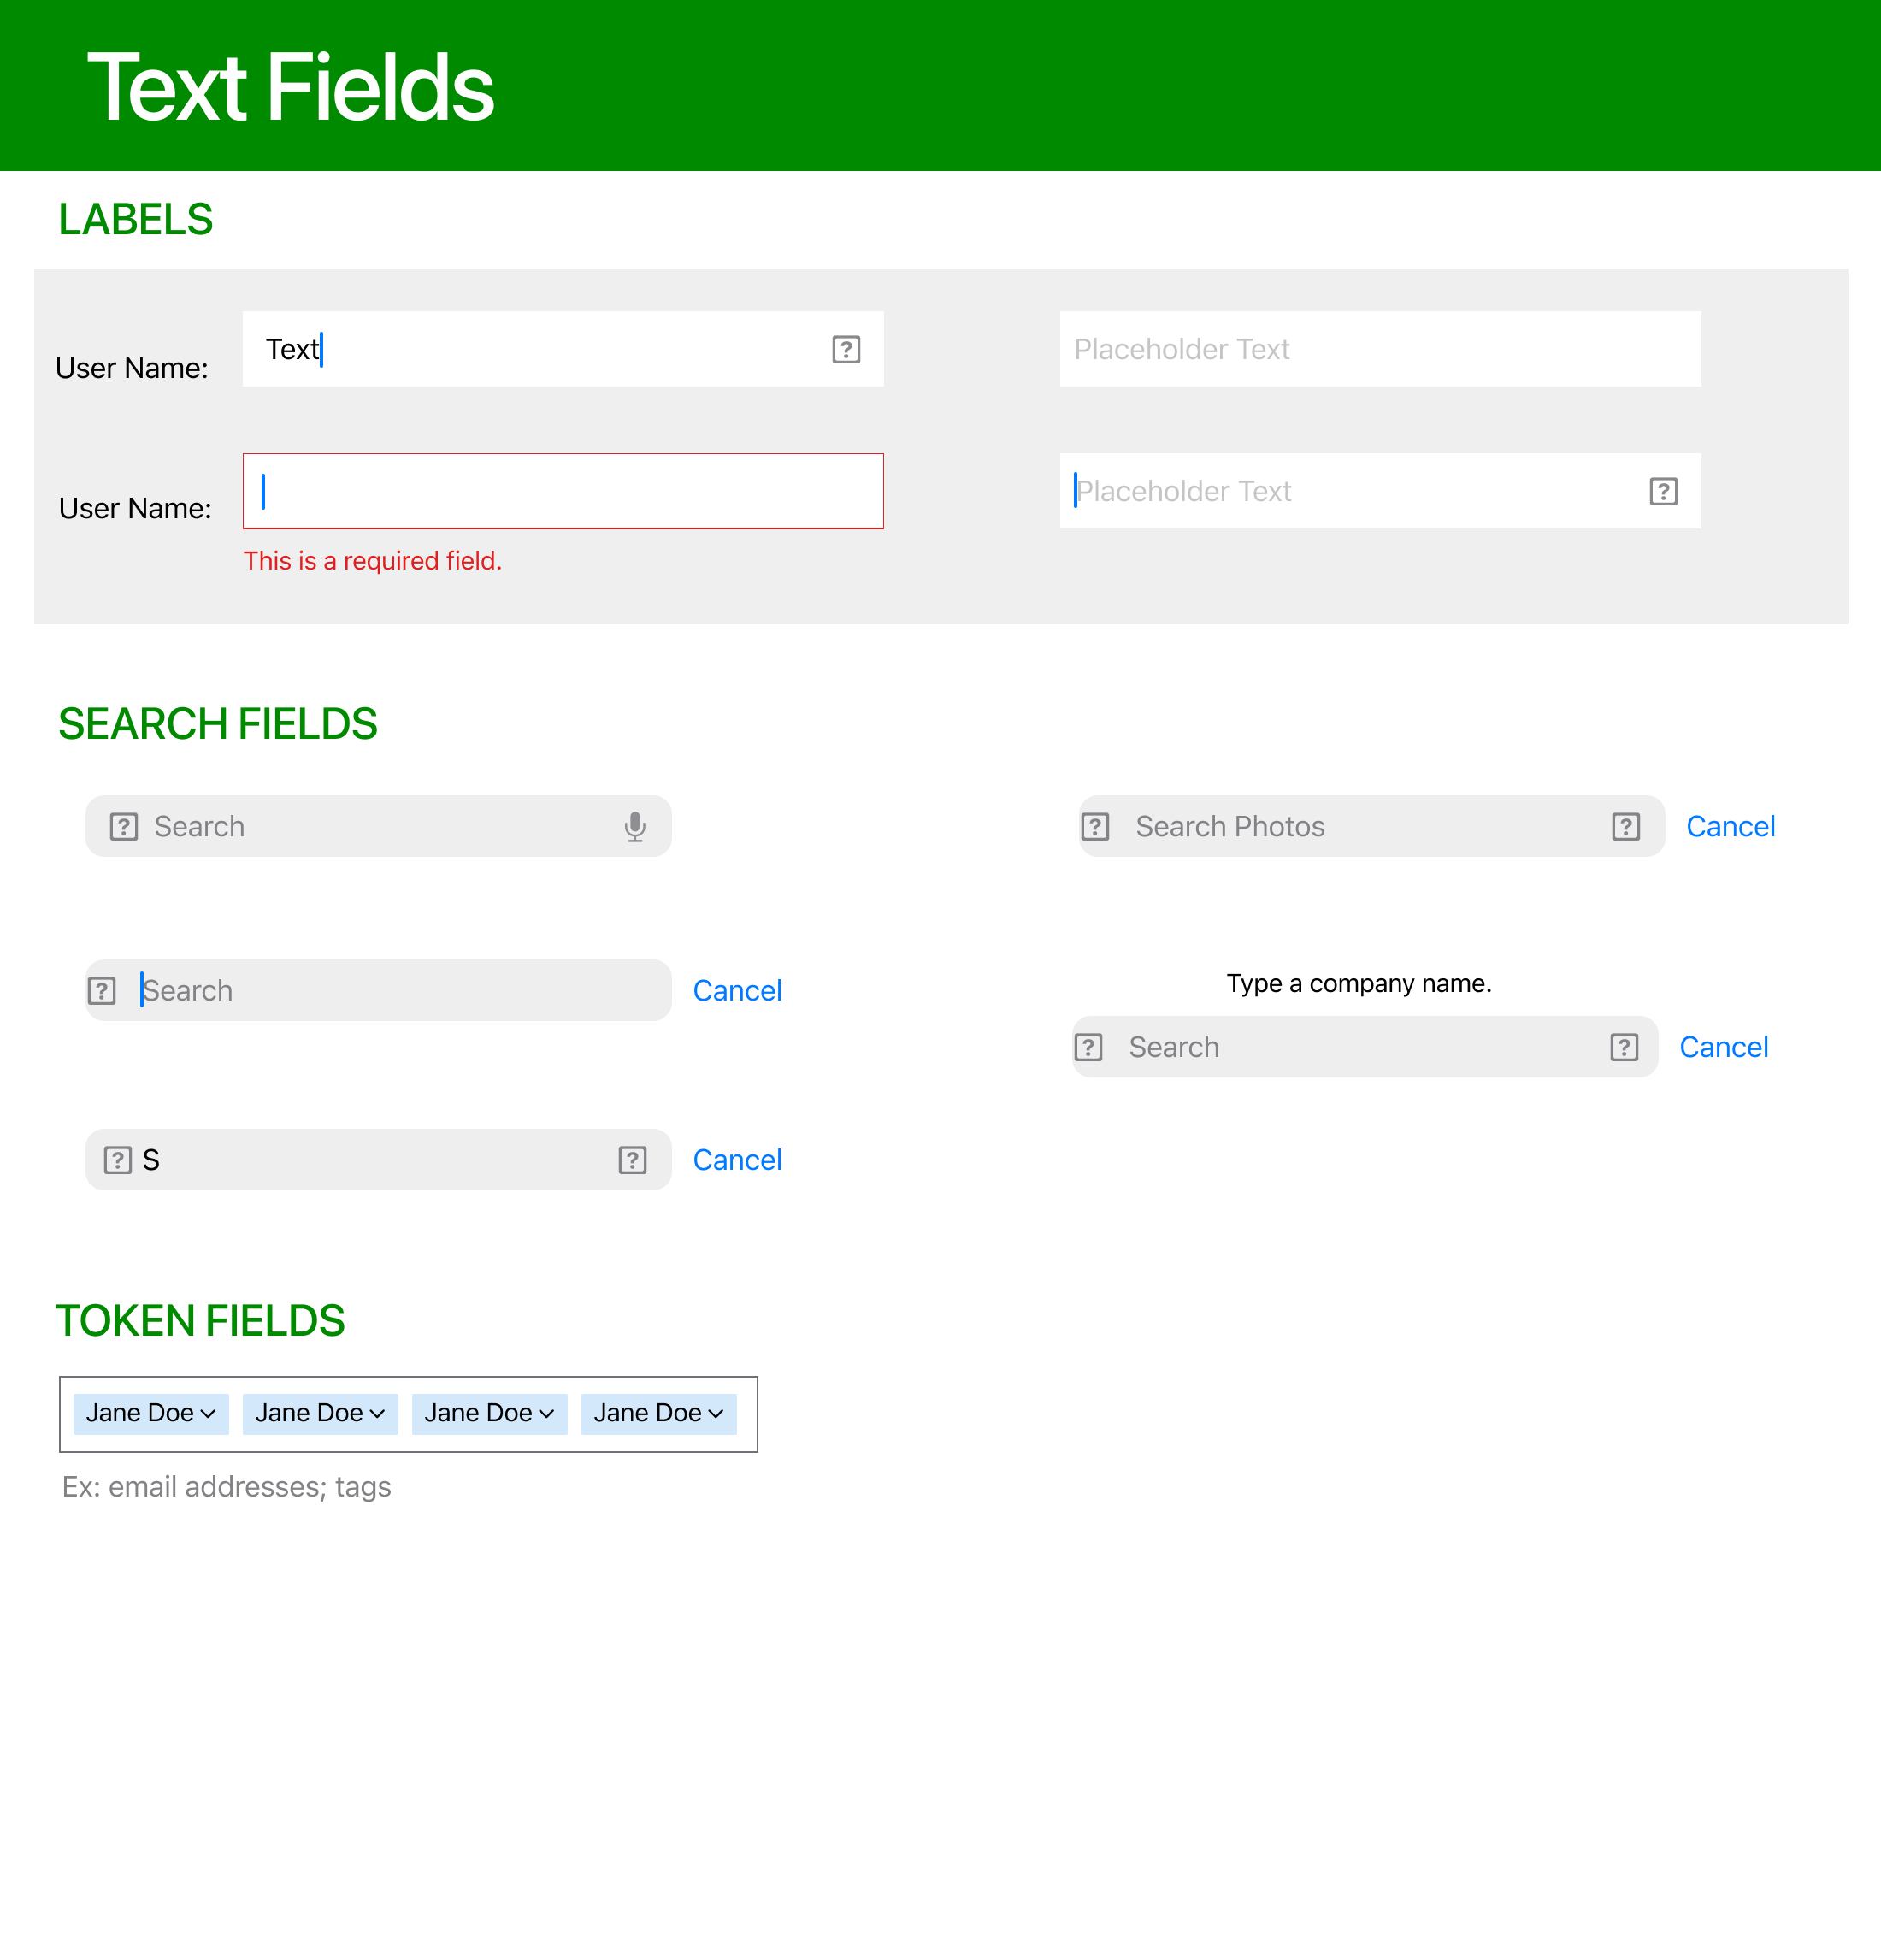 Text Fields
LABELS
User Name:
Text
Placeholder Text
User Name:
Placeholder Text
This is a required field.
SEARCH FIELDS
Search
Search Photos
Cancel
Search
Cancel
Type a company name.
Search
Cancel
S
Cancel
TOKEN FIELDS
Jane Doe Jane Doe Jane Doe Jane Doe
Ex: email addresses; tags